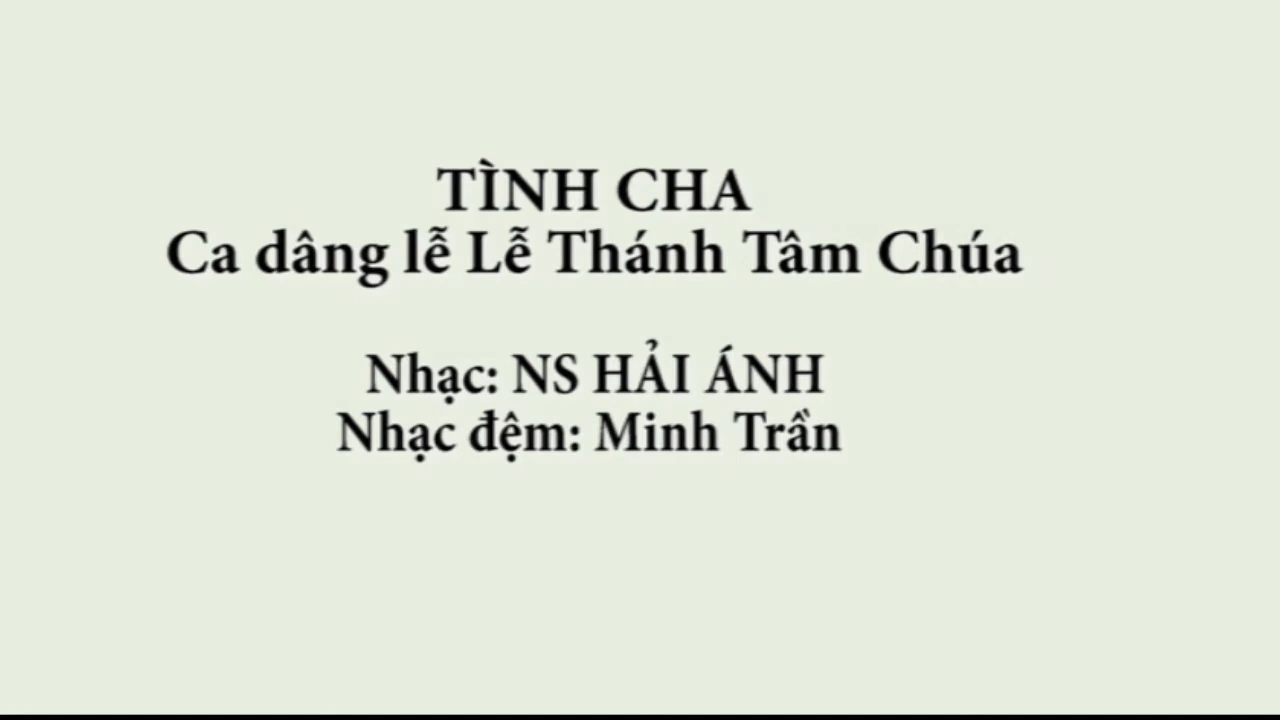 TÌNH CHA
Ca dâng lễ Lễ Thánh Tâm Chúa
Nhạc: NS HẢI ÁNH
Nhạc đệm: Minh Trần